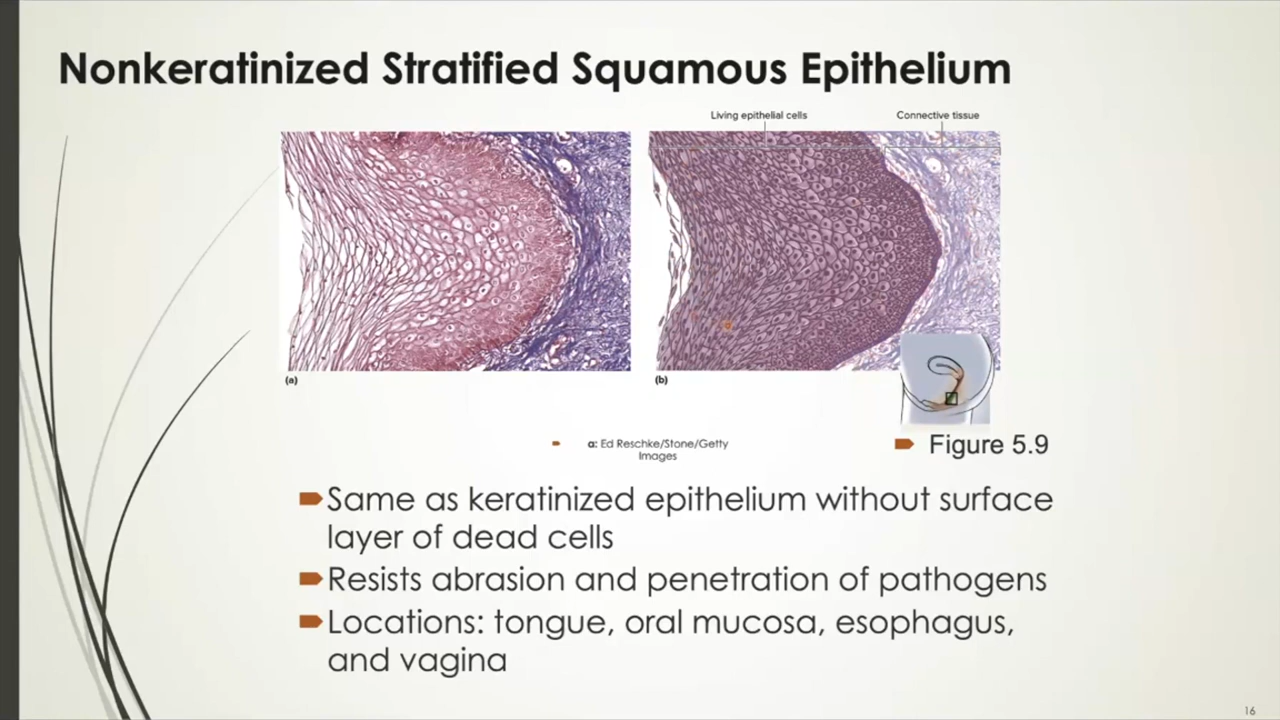 Nonkeratinized Stratified Squamous Epithelium
Living epithelial cells
Connective tissue
(a)
(b)
a: Ed Reschke/Stone/Getty
Images
Figure 5.9
Same as keratinized epithelium without surface
layer of dead cells
Resists abrasion and penetration of pathogens
Locations: tongue, oral mucosa, esophagus,
and vagina
16